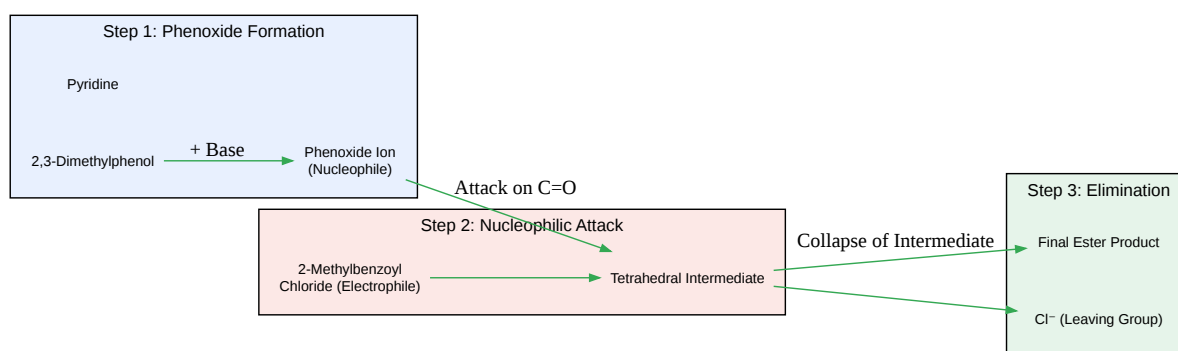 Step 1: Phenoxide Formation
Pyridine
2,3-Dimethylphenol
+ Base
Phenoxide Ion
(Nucleophile)
Attack on C=O
Step 2: Nucleophilic Attack
2-Methylbenzoyl
Chloride (Electrophile)
Tetrahedral Intermediate
Collapse of Intermediate
Step 3: Elimination
Final Ester Product
Cl⁻ (Leaving Group)